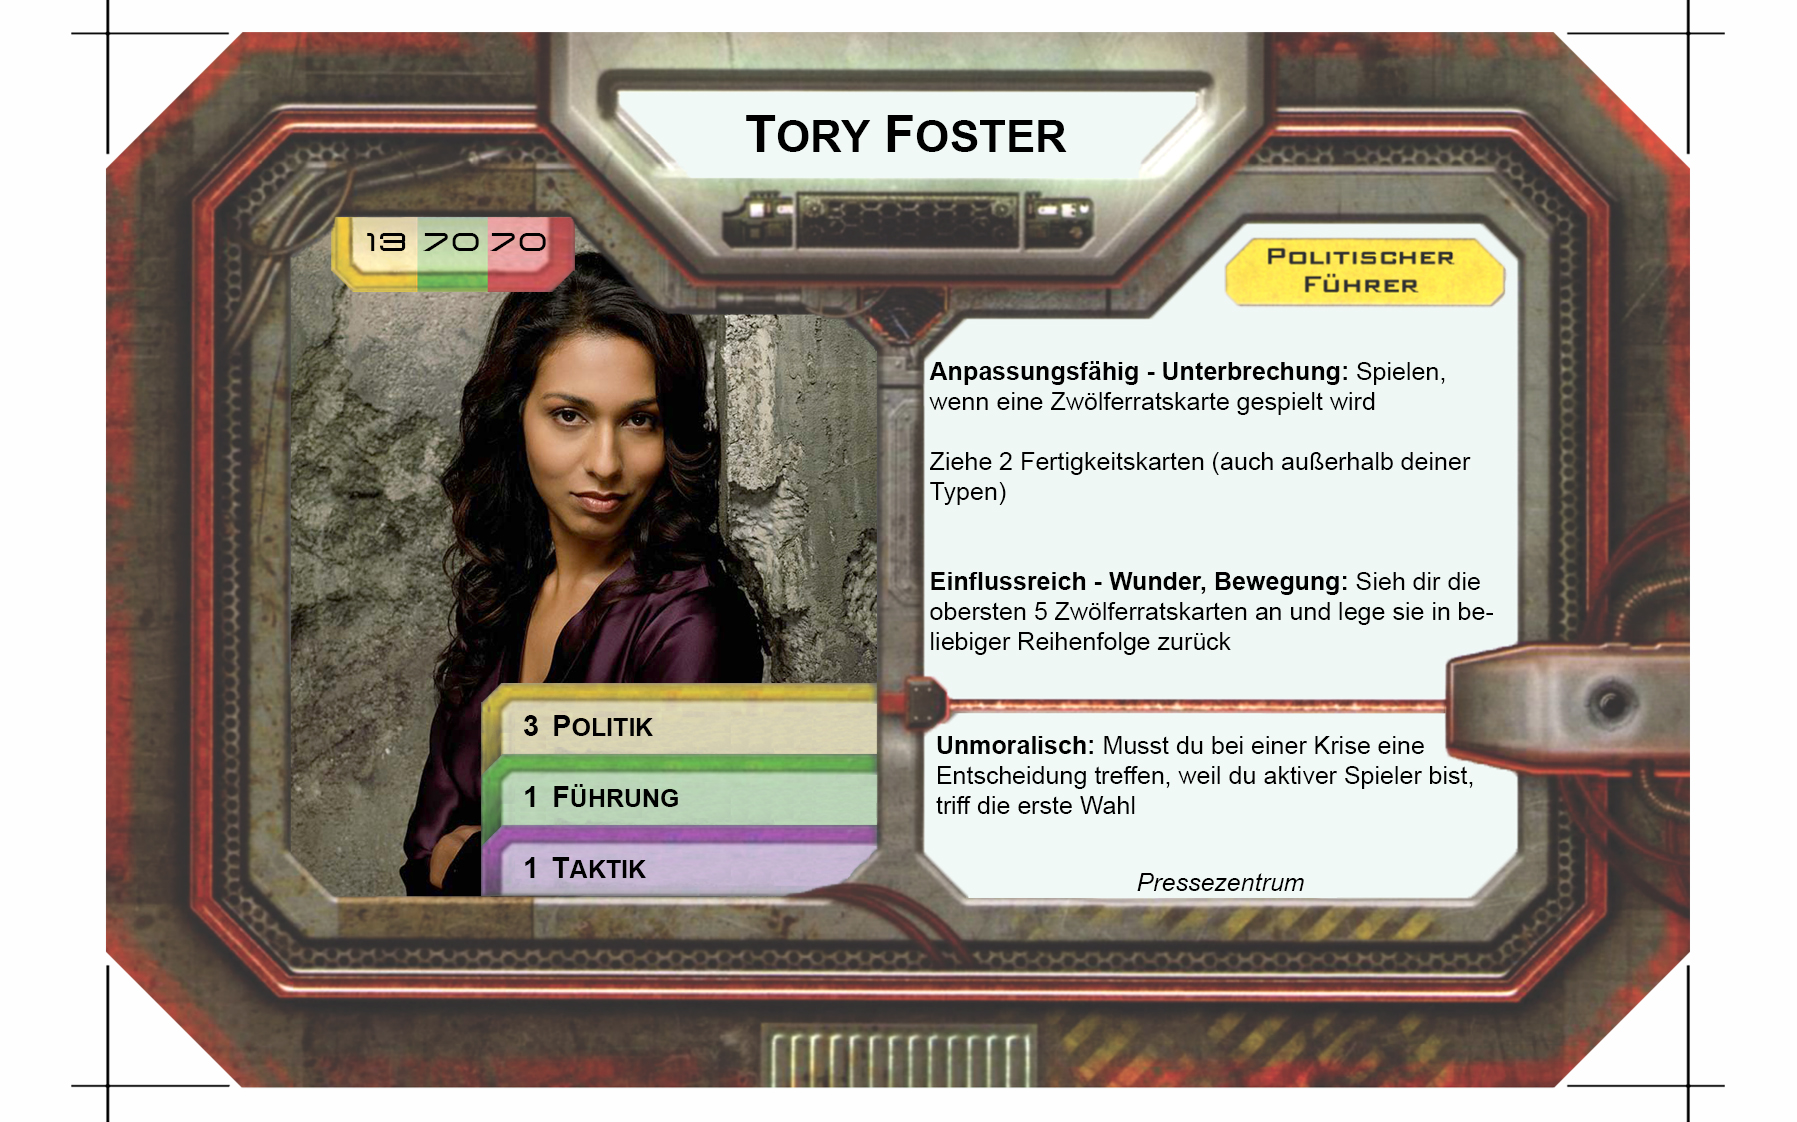 TORY FOSTER
13 70 70
POLITISCHER
FÜHRER
Anpassungsfähig - Unterbrechung: Spielen,
wenn eine Zwölferratskarte gespielt wird
Ziehe 2 Fertigkeitskarten (auch außerhalb deiner
Typen)
Einflussreich - Wunder, Bewegung: Sieh dir die
obersten 5 Zwölferratskarten an und lege sie in be-
liebiger Reihenfolge zurück
3 POLITIK
1 FÜHRUNG
1 TAKTIK
Unmoralisch: Musst du bei einer Krise eine
Entscheidung treffen, weil du aktiver Spieler bist,
triff die erste Wahl
Pressezentrum